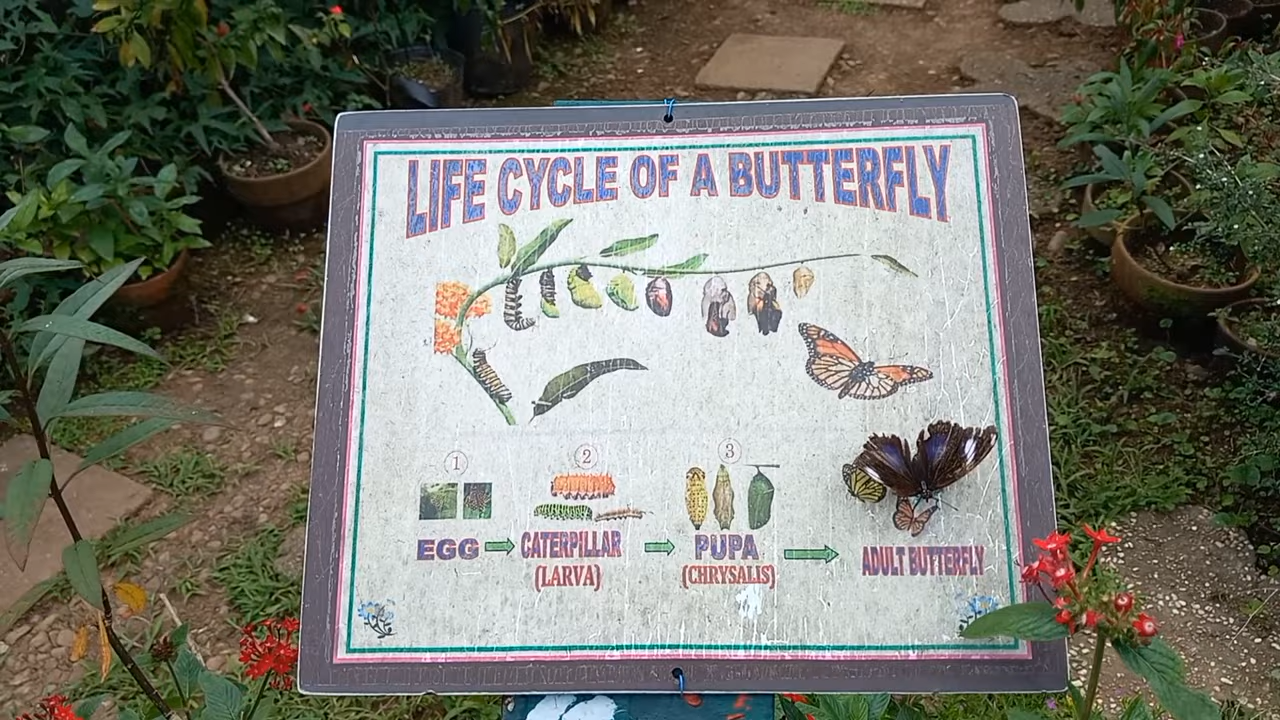 LIFE CYCLE OF A BUTTERFLY
1 2 3
EGG CATERPILLAR PUPA ADULT BUTTERFLY
(LARVA) (CHRYSALIS)